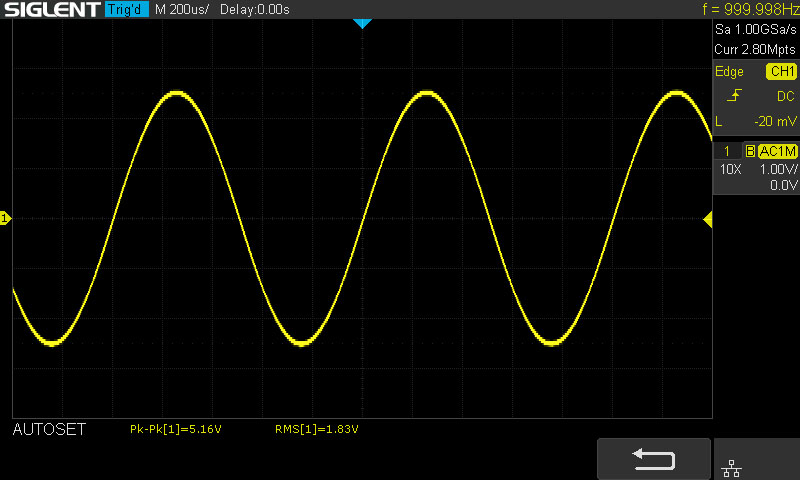 SIGLENT Trig'd M 200us/ Delay:0.00s f = 999.998Hz
Sa 1.00GSa/s
Curr 2.80Mpts
Edge CH1
DC
L -20 mV
1 B AC1M
10X 1.00V/
0.0V
1
AUTOSET Pk-Pk[1]=5.16V RMS[1]=1.83V